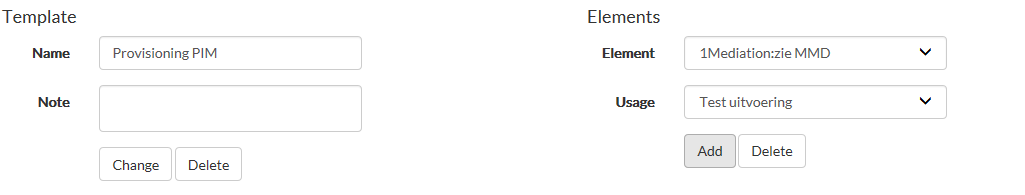 Template
Name
Provisioning PIM
Note
Change
Delete
Elements
Element
1Mediation:zie MMD
Usage
Test uitvoering
Add
Delete